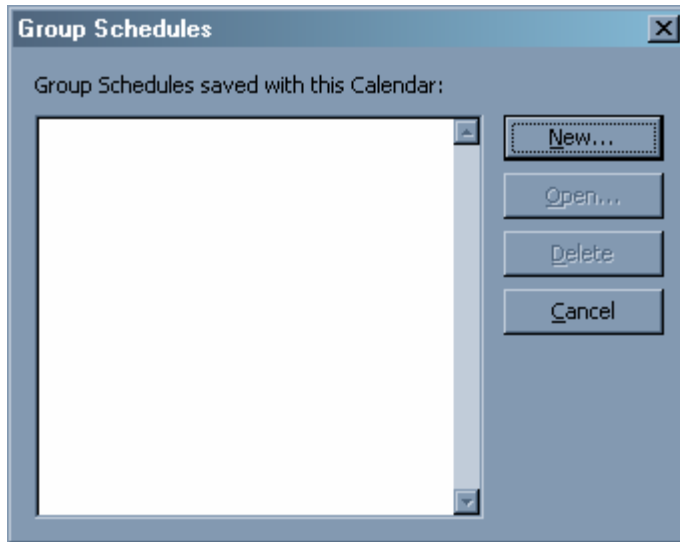 Group Schedules
Group Schedules saved with this Calendar:
New...
Open...
Delete
Cancel